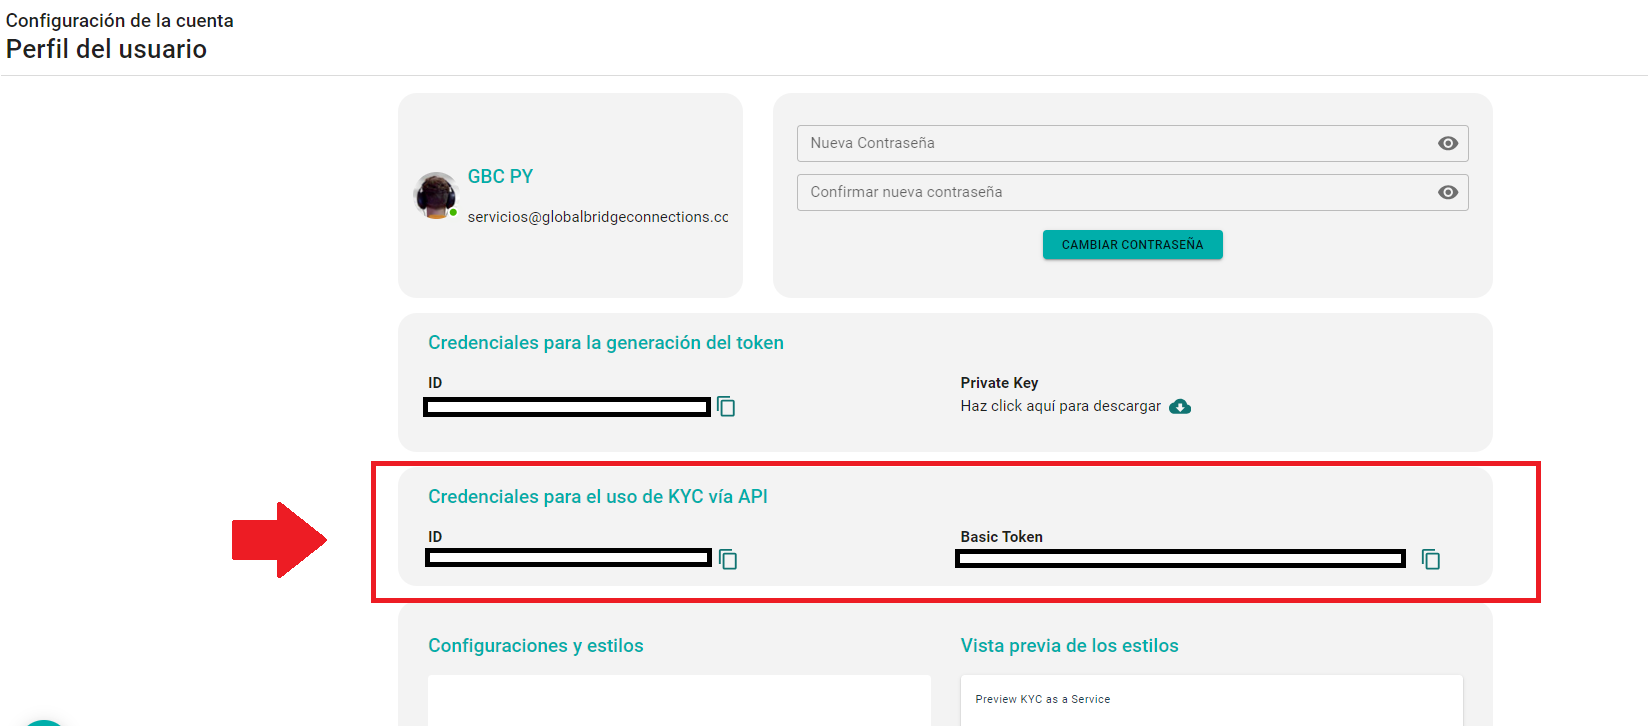 Configuración de la cuenta
Perfil del usuario
GBC PY
servicios@globalbridgeconnections.cc
Nueva Contraseña
Confirmar nueva contraseña
CAMBIAR CONTRASEÑA
Credenciales para la generación del token
ID
Private Key
Haz click aquí para descargar
Credenciales para el uso de KYC vía API
ID
Basic Token
Configuraciones y estilos
Vista previa de los estilos
Preview KYC as a Service